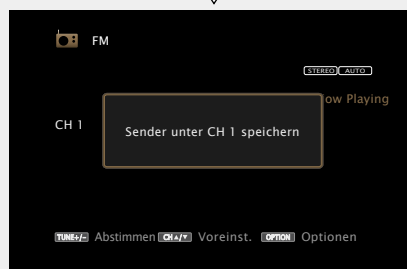 FM
STEREO AUTO
ow Playing
CH 1
Sender unter CH 1 speichern
TUNE+/- Abstimmen CH▲/▼ Voreinst. OPTION Optionen